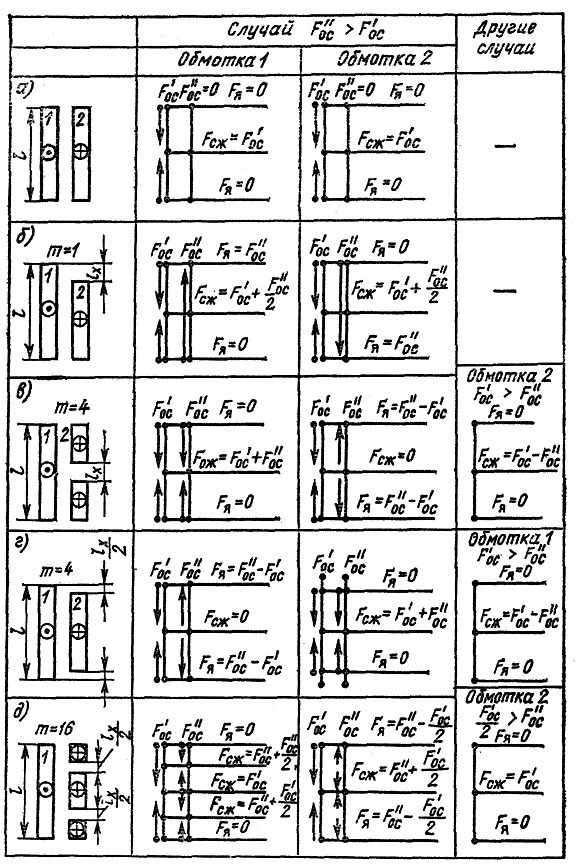 Случай F''ос > F'ос
Другие
случаи
Обмотка 1
Обмотка 2
а)
1 2
l
F'ос F''ос=0 Fя=0
Fсж=F'ос
Fя=0
F'ос F''ос=0 Fя=0
Fсж=F'ос
Fя=0
—
б)
m=1
1 2
l
lx
F'ос F''ос Fя=F''ос
Fсж=F'ос+F''ос/2
Fя=0
F'ос F''ос Fя=0
Fсж=F'ос+F''ос/2
Fя=F''ос
—
в)
m=4
1 2
l
lx
F'ос F''ос Fя=0
Fсж=F'ос+F''ос
Fя=0
F'ос F''ос Fя=F''ос-F'ос
Fсж=0
Fя=F''ос-F'ос
Обмотка 2
F'ос > F''ос
Fя=0
Fсж=F'ос-F''ос
Fя=0
г)
m=4
lx/2
1 2
l
F'ос F''ос Fя=F''ос-F'ос
Fсж=0
Fя=F''ос-F'ос
F'ос F''ос
Fя=0
Fсж=F'ос+F''ос
Fя=0
Обмотка 1
F'ос > F''ос
Fя=0
Fсж=F'ос-F''ос
Fя=0
д)
m=16
1
l
lx/2
lx/2
F'ос F''ос Fя=0
Fсж=F''ос+F''ос/2
Fсж=F'ос
Fсж=F''ос+F'ос/2
Fя=0
F'ос F''ос Fя=F''ос-F'ос/2
Fсж=F''ос+F'ос/2
Fя=F''ос-F'ос/2
Обмотка 2
F'ос/2 > F''ос
Fя=0
Fсж=F'ос
Fя=0